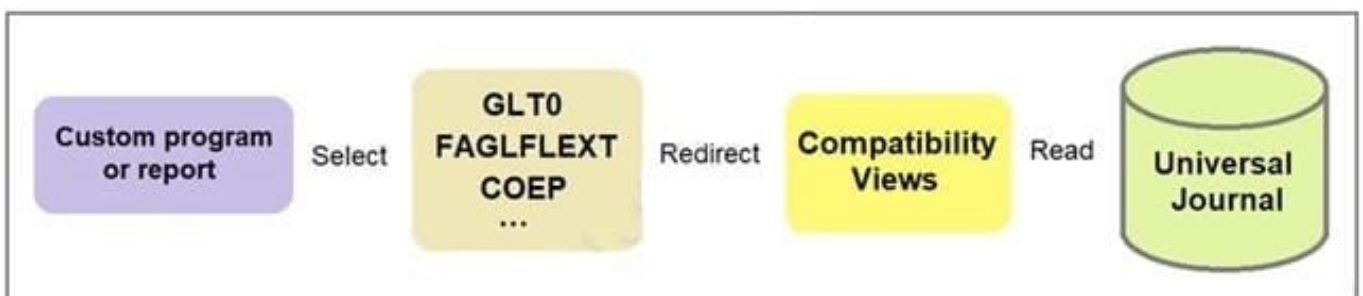 Custom program
or report
Select
GLT0
FAGLFLEXT
COEP
...
Redirect
Compatibility
Views
Read
Universal
Journal